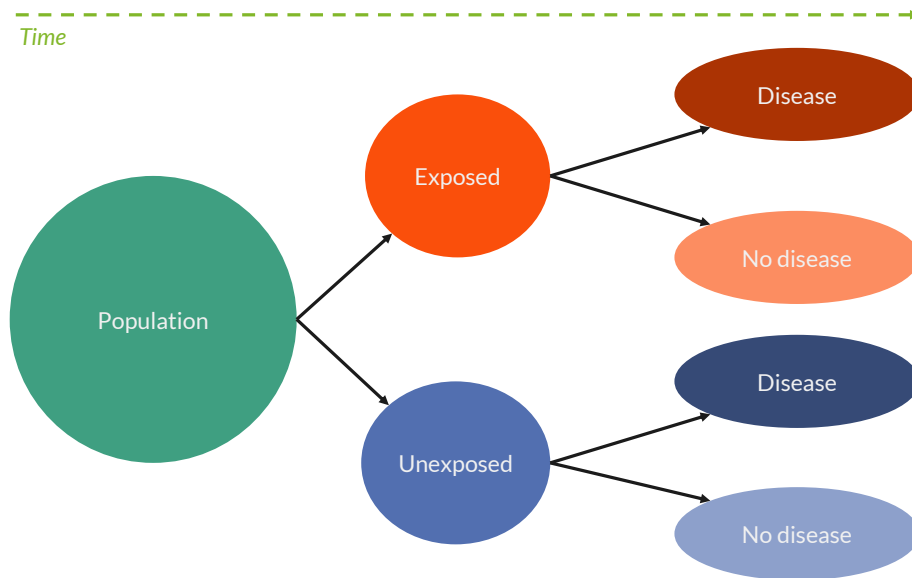 Time
Disease
Exposed
No disease
Population
Disease
Unexposed
No disease